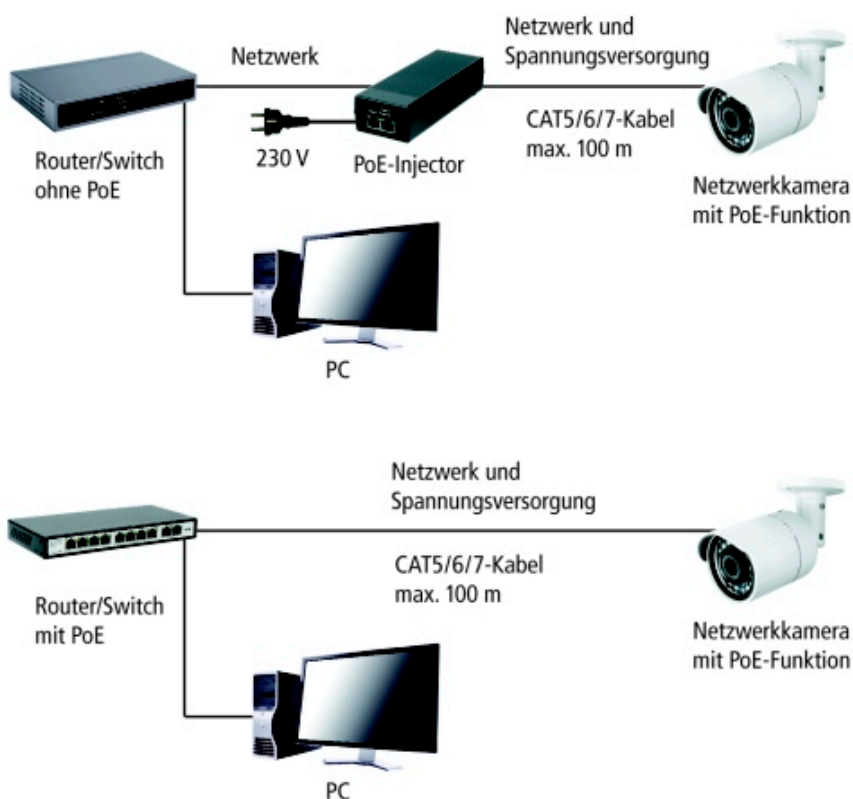 Netzwerk
Netzwerk und
Spannungsversorgung
Router/Switch
ohne PoE
230 V
PoE-Injector
CAT5/6/7-Kabel
max. 100 m
Netzwerkkamera
mit PoE-Funktion
PC
Netzwerk und
Spannungsversorgung
CAT5/6/7-Kabel
max. 100 m
Router/Switch
mit PoE
Netzwerkkamera
mit PoE-Funktion
PC